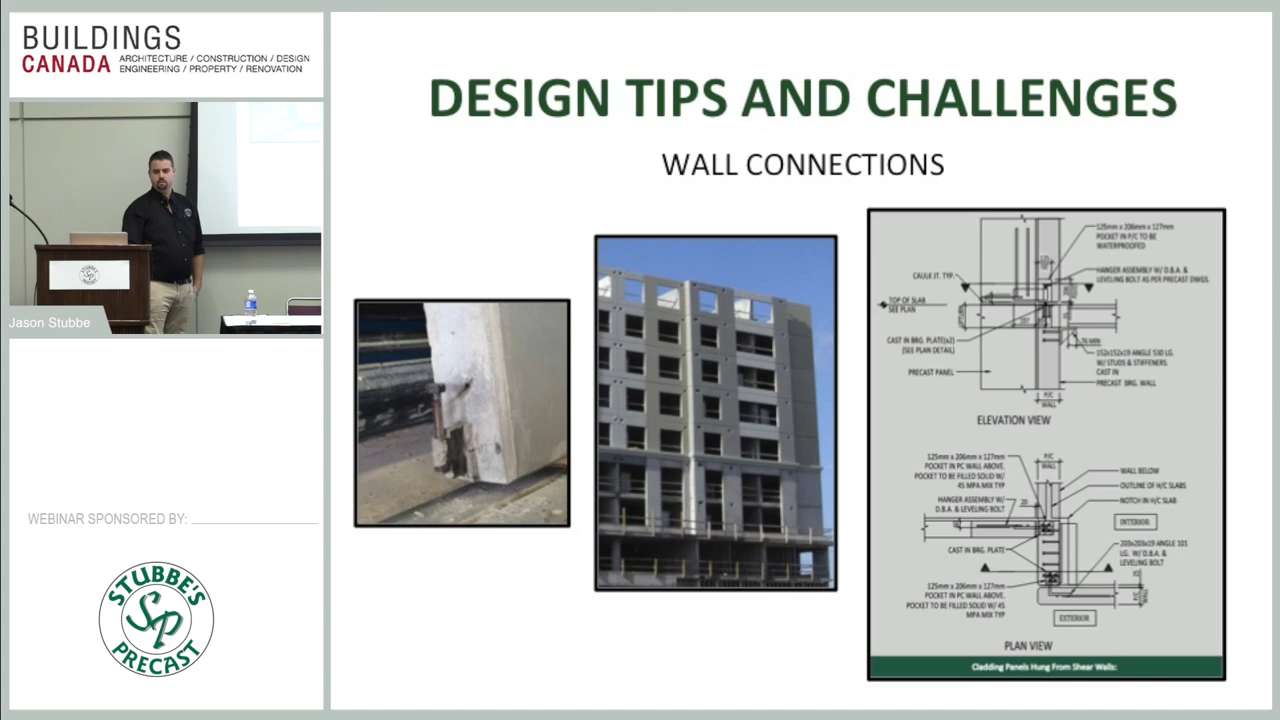 BUILDINGS
CANADA
ARCHITECTURE / CONSTRUCTION / DESIGN
ENGINEERING / PROPERTY / RENOVATION
STUBBE'S
Jason Stubbe
WEBINAR SPONSORED BY:
STUBBE'S
SP
PRECAST
DESIGN TIPS AND CHALLENGES
WALL CONNECTIONS
125mm x 206mm x 127mm
POCKET IN P/C TO BE
WATERPROOFED
CAULK JT. TYP.
HANGER ASSEMBLY W/ D.B.A. &
LEVELING BOLT AS PER PRECAST DWGS.
TOP OF SLAB
SEE PLAN
CAST IN BRG. PLATE(x2)
(SEE PLAN DETAIL)
76 MIN
152x152x19 ANGLE 530 LG.
W/ STUDS & STIFFENERS.
CAST IN
PRECAST PANEL
PRECAST BRG. WALL
P/C
WALL
ELEVATION VIEW
125mm x 206mm x 127mm
POCKET IN PC WALL ABOVE.
POCKET TO BE FILLED SOLID W/
45 MPA MIX TYP
P/C
WALL
WALL BELOW
OUTLINE OF H/C SLABS
NOTCH IN H/C SLAB
HANGER ASSEMBLY W/
D.B.A. & LEVELING BOLT
INTERIOR
CAST IN BRG. PLATE
203x203x19 ANGLE 101
LG. W/ D.B.A. &
LEVELING BOLT
125mm x 206mm x 127mm
POCKET IN PC WALL ABOVE.
POCKET TO BE FILLED SOLID W/ 45
MPA MIX TYP
EXTERIOR
PLAN VIEW
Cladding Panels Hung From Shear Walls: